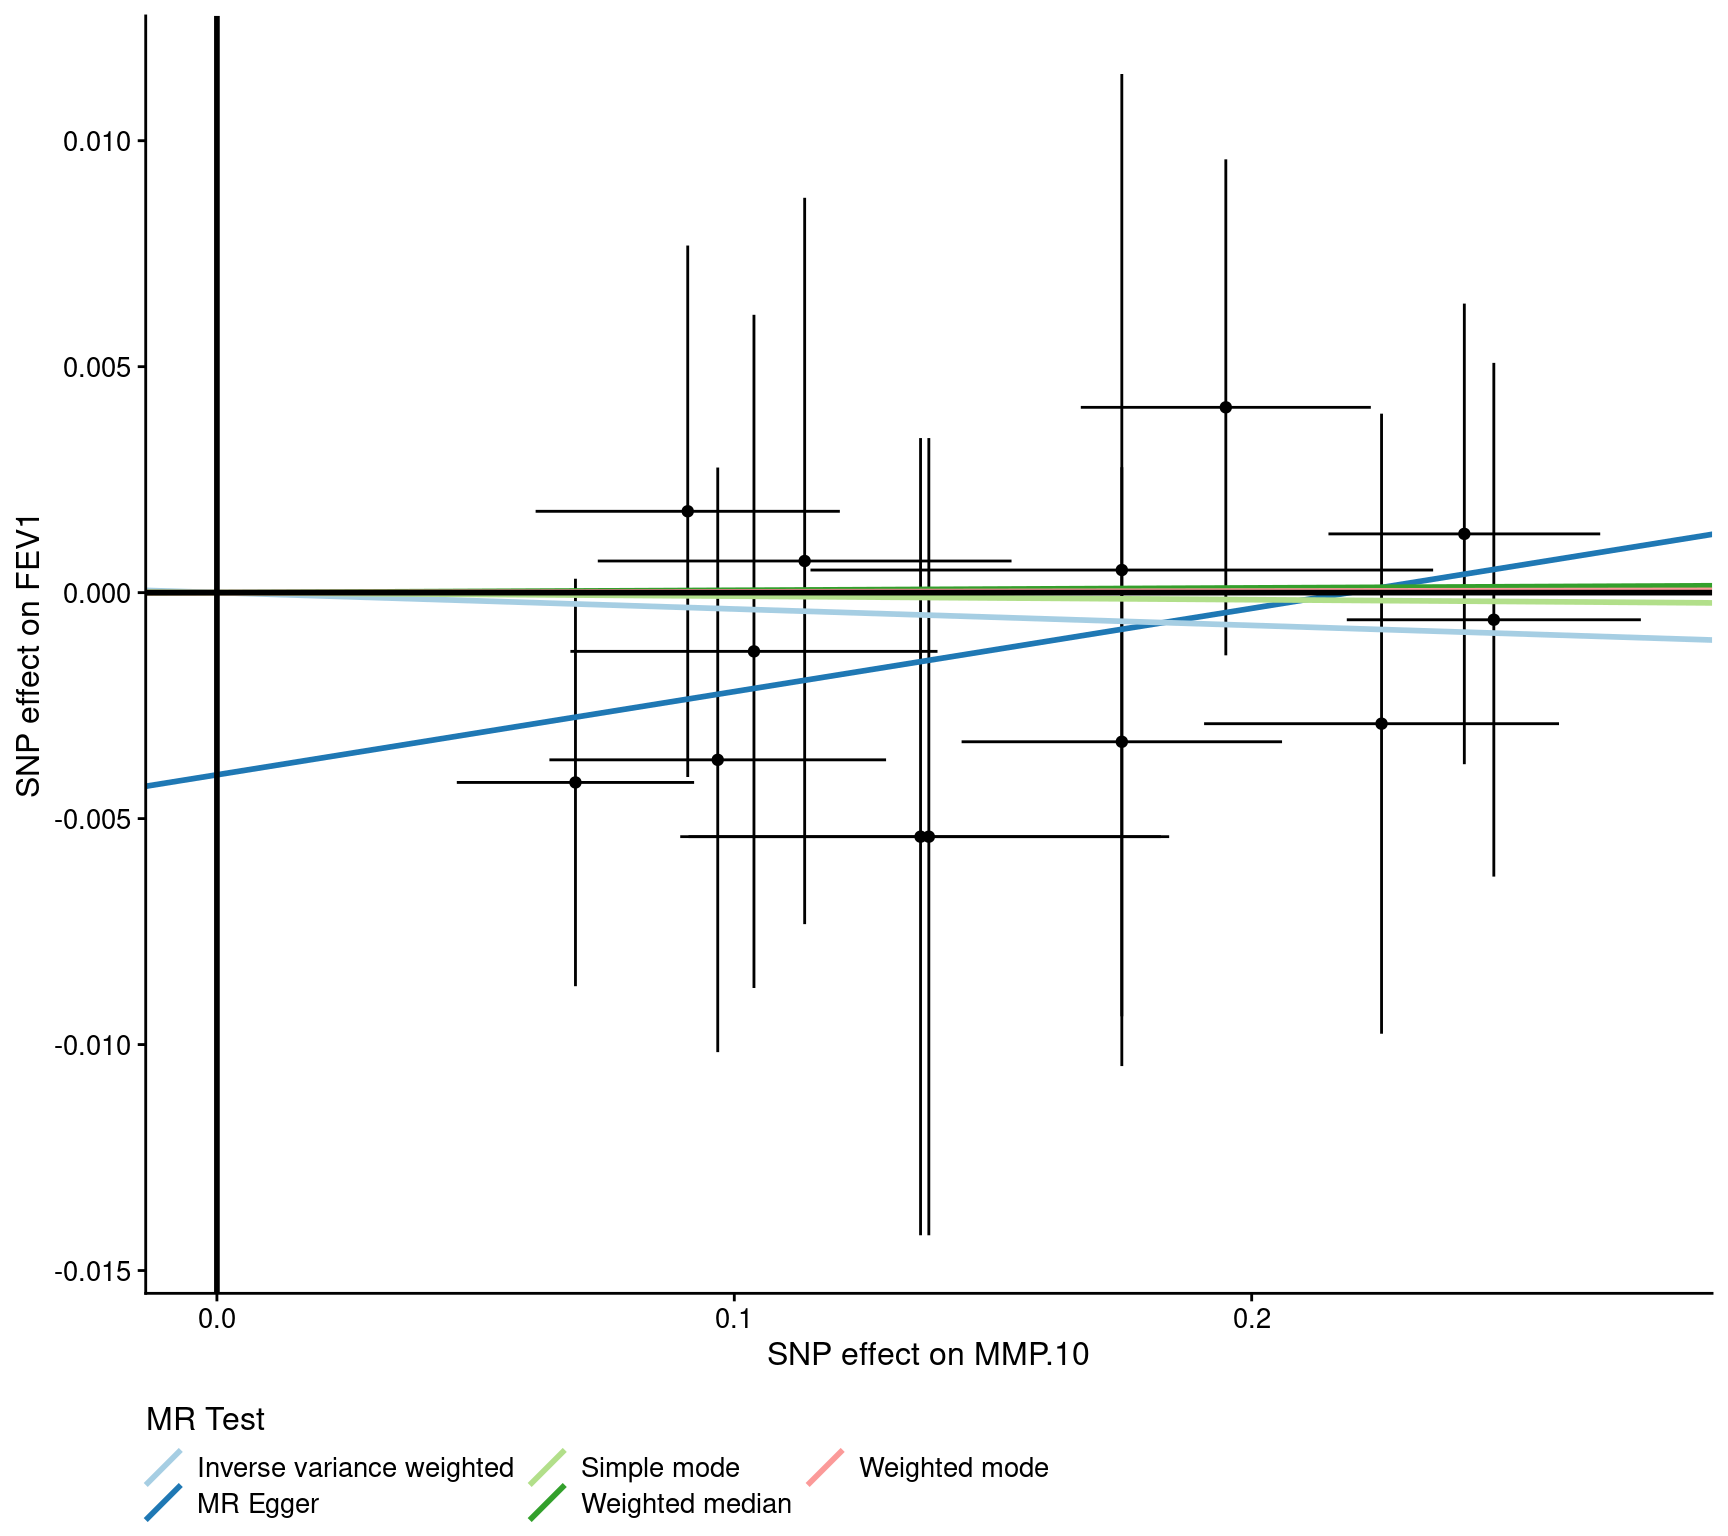 0.010
0.005
0.000
-0.005
-0.010
-0.015
SNP effect on FEV1
0.0 0.1 0.2
SNP effect on MMP.10
MR Test
Inverse variance weighted Simple mode Weighted mode
MR Egger Weighted median